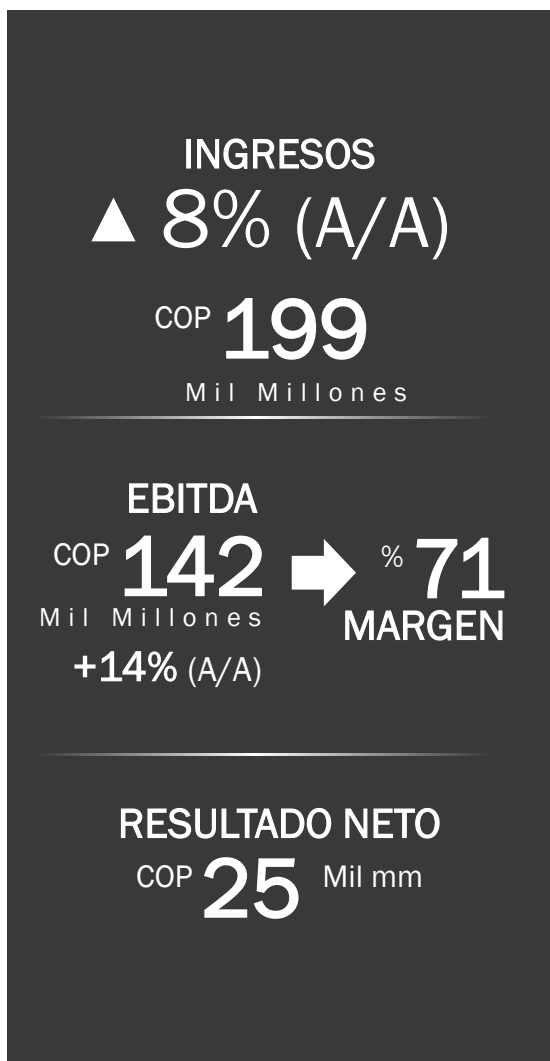 INGRESOS
▲ 8% (A/A)
COP 199
Mil Millones
EBITDA
COP 142
Mil Millones
+14% (A/A)
% 71
MARGEN
RESULTADO NETO
COP 25 Mil mm